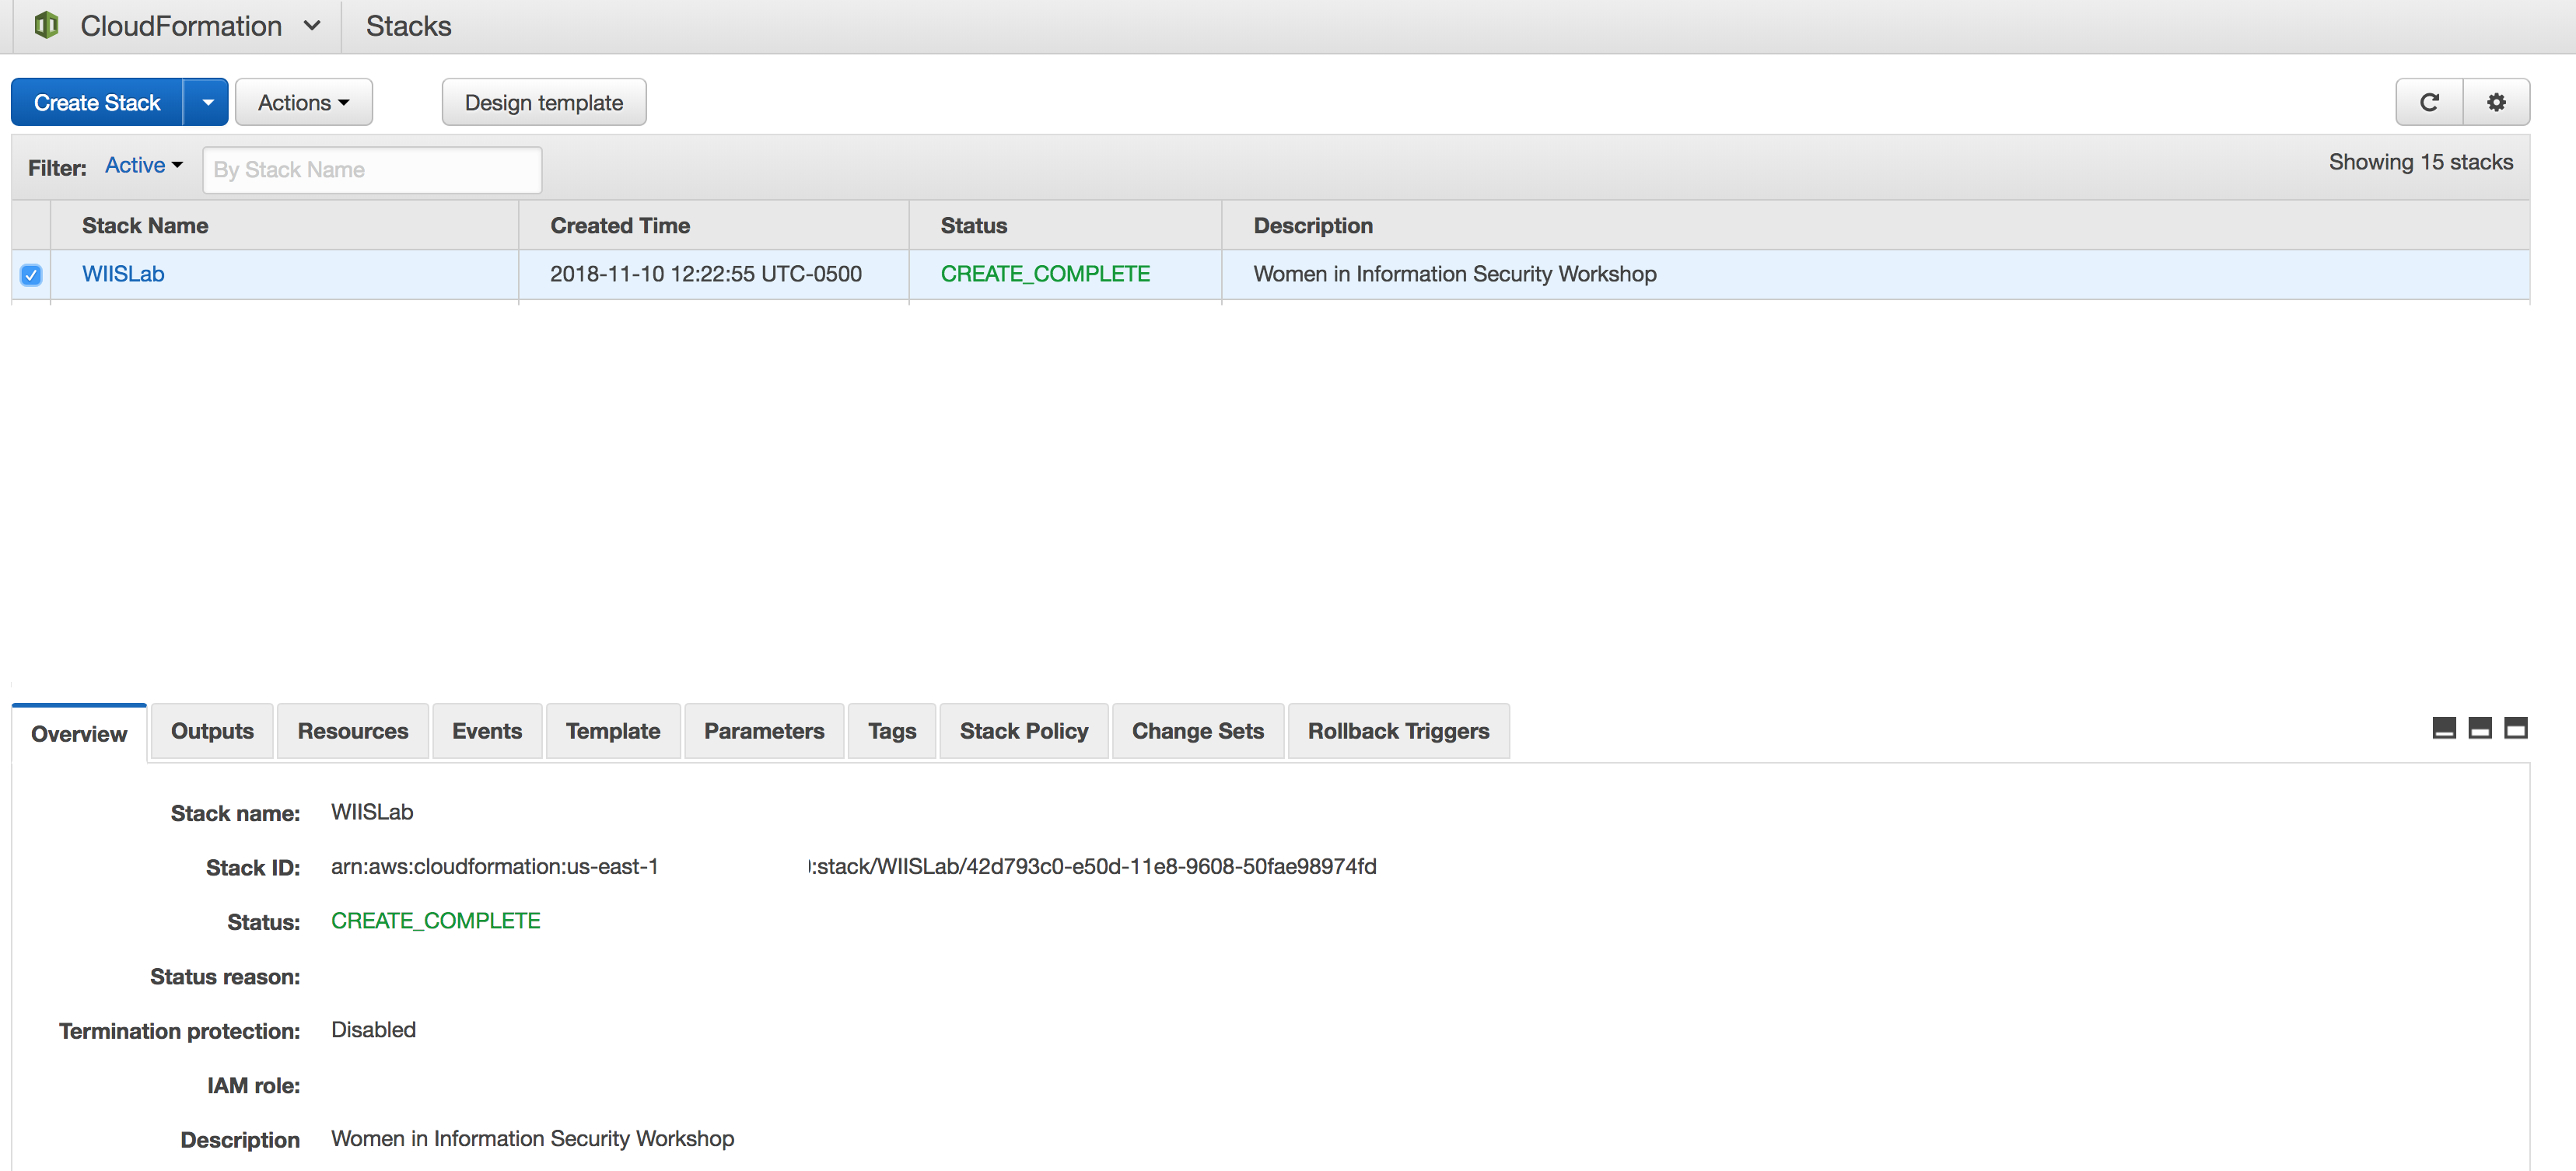 CloudFormation Stacks
Create Stack Actions Design template
Filter: Active By Stack Name Showing 15 stacks
Stack Name Created Time Status Description
WIISLab 2018-11-10 12:22:55 UTC-0500 CREATE_COMPLETE Women in Information Security Workshop
Overview Outputs Resources Events Template Parameters Tags Stack Policy Change Sets Rollback Triggers
Stack name: WIISLab
Stack ID: arn:aws:cloudformation:us-east-1 :stack/WIISLab/42d793c0-e50d-11e8-9608-50fae98974fd
Status: CREATE_COMPLETE
Status reason:
Termination protection: Disabled
IAM role:
Description Women in Information Security Workshop